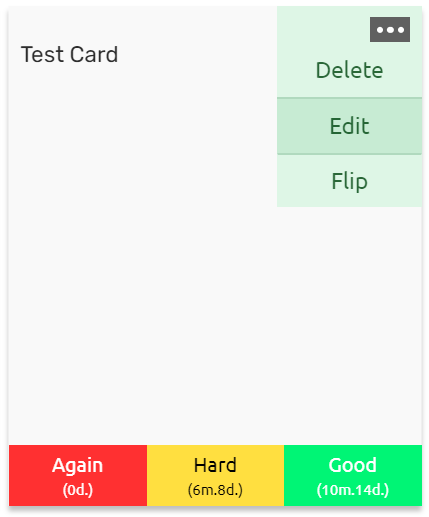 Test Card
Delete
Edit
Flip
Again
(0d.)
Hard
(6m.8d.)
Good
(10m.14d.)